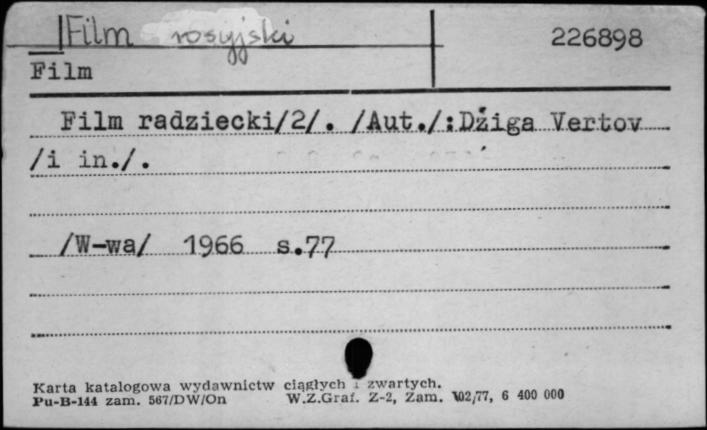 Film rosyjski
226898
Film
Film radziecki/2/. /Aut./:Dźiga Vertov
/i in./.
/W-wa/ 1966 s.77
Karta katalogowa wydawnictw ciągłych i zwartych.
Pu-B-144 zam. 567/DW/On W.Z.Graf. Z-2, Zam. 102/77, 6 400 000